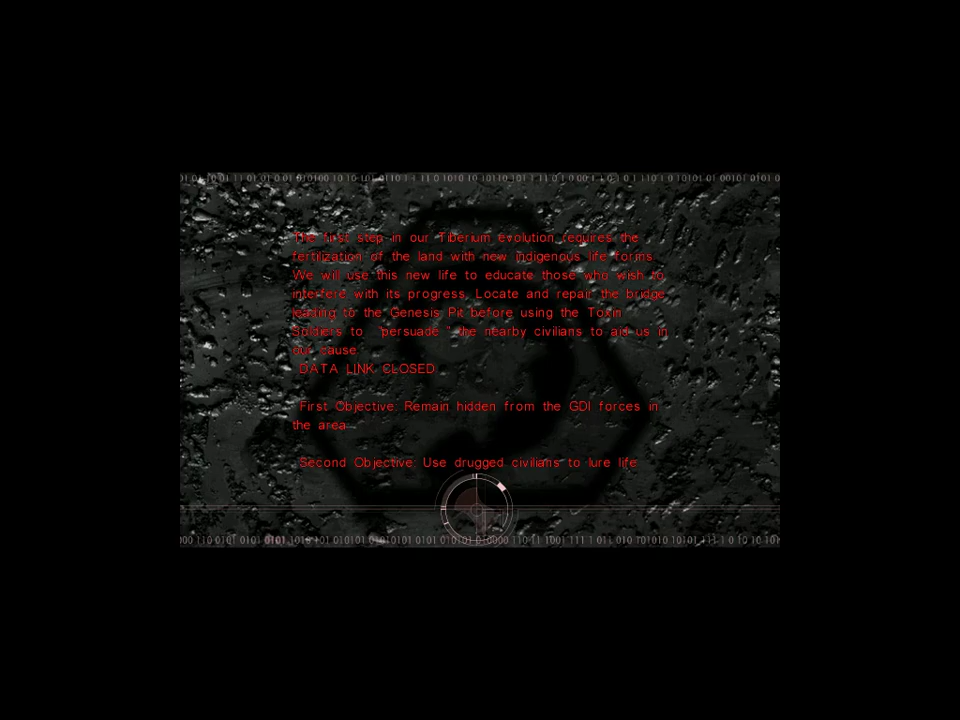 The first step in our Tiberium evolution requires the
fertilization of the land with new indigenous life forms.
We will use this new life to educate those who wish to
interfere with its progress. Locate and repair the bridge
leading to the Genesis Pit before using the Toxin
Soldiers to "persuade" the nearby civilians to aid us in
our cause.
DATA LINK CLOSED
First Objective: Remain hidden from the GDI forces in
the area.
Second Objective: Use drugged civilians to lure life